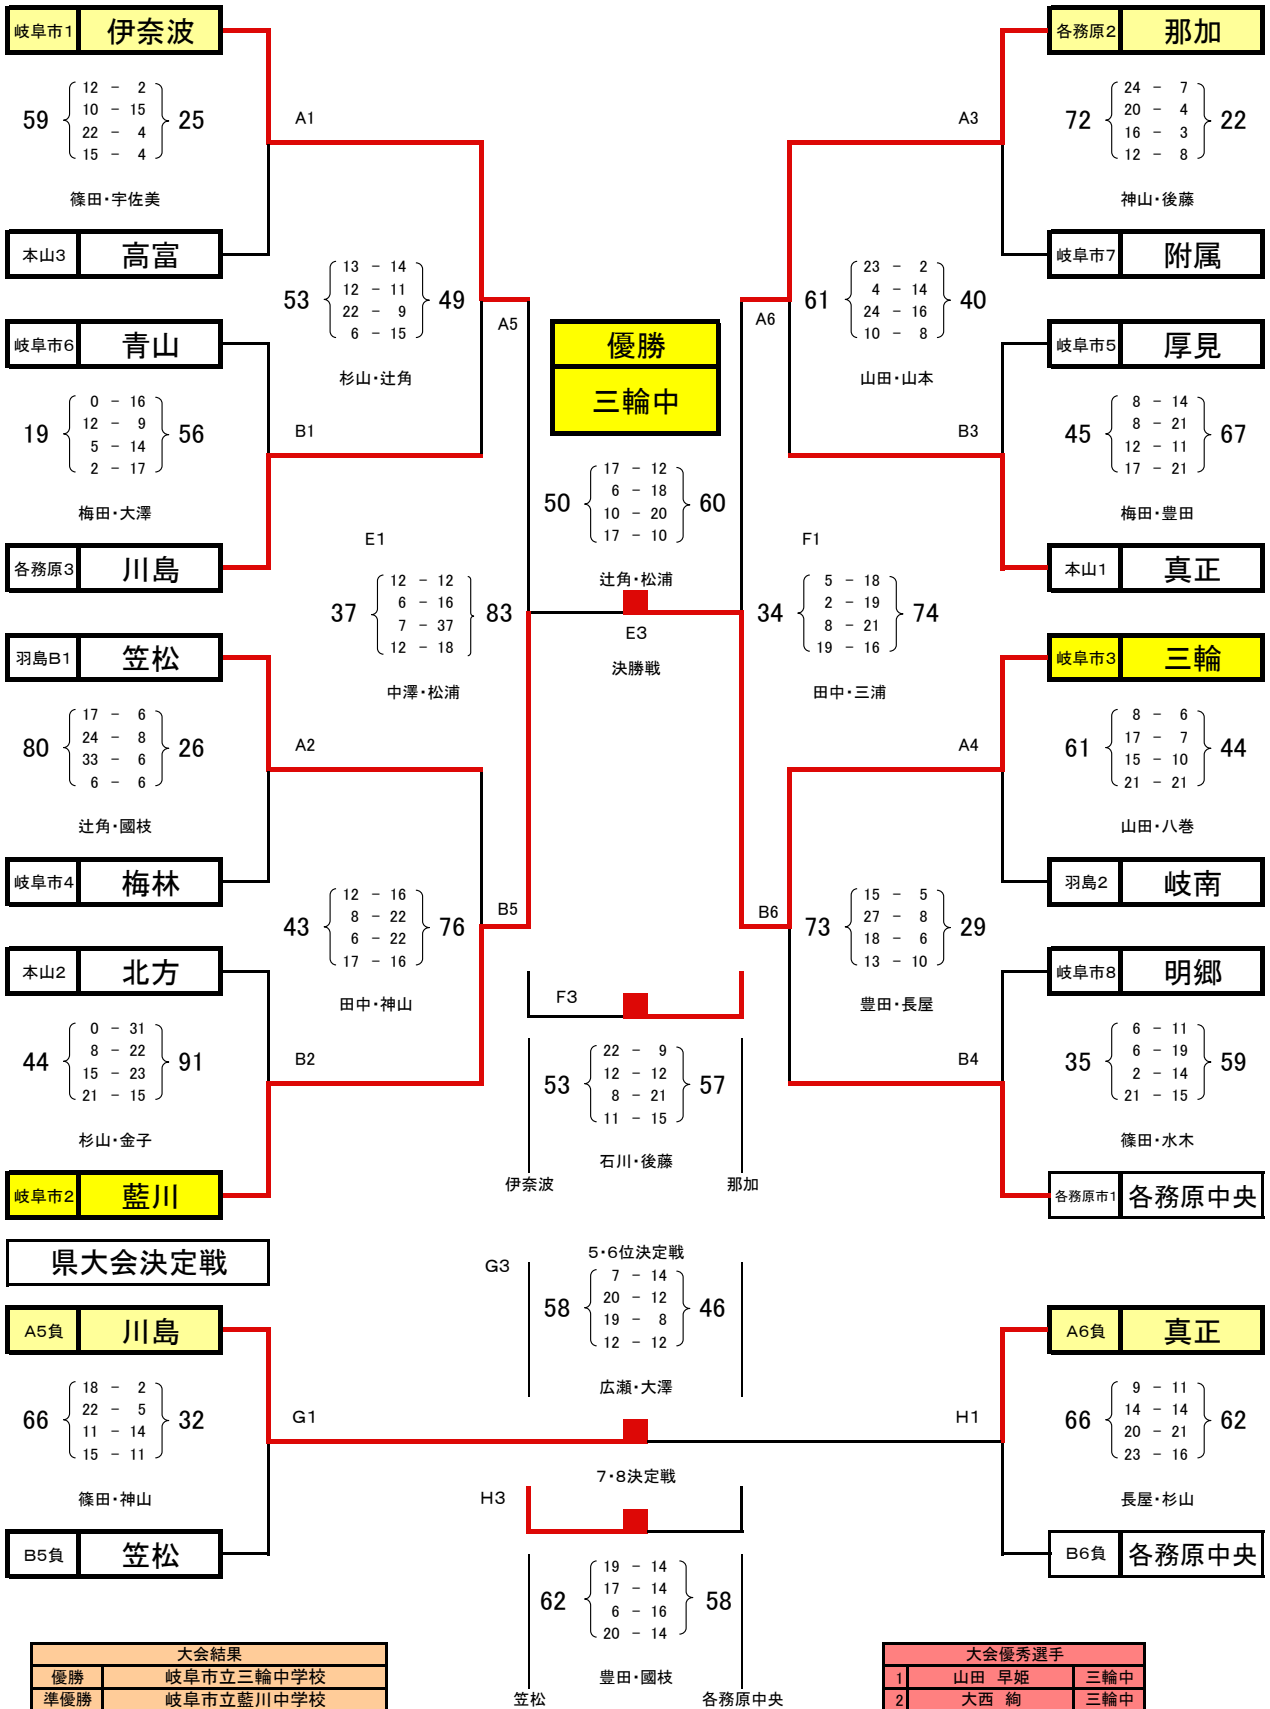 岐阜市1 伊奈波
59 25
12 - 2
10 - 15
22 - 4
15 - 4
篠田・宇佐美
本山3 高富
A1
岐阜市6 青山
19 56
0 - 16
12 - 9
5 - 14
2 - 17
梅田・大澤
各務原3 川島
B1
53 49
13 - 14
12 - 11
22 - 9
6 - 15
杉山・辻角
A5
羽島B1 笠松
80 26
17 - 6
24 - 8
33 - 6
6 - 6
辻角・國枝
岐阜市4 梅林
A2
本山2 北方
44 91
0 - 31
8 - 22
15 - 23
21 - 15
杉山・金子
岐阜市2 藍川
B2
43 76
12 - 16
8 - 22
6 - 22
17 - 16
田中・神山
B5
E1
37 83
12 - 12
6 - 16
7 - 37
12 - 18
中澤・松浦
優勝
三輪中
50 60
17 - 12
6 - 18
10 - 20
17 - 10
辻角・松浦
E3
決勝戦
各務原2 那加
72 22
24 - 7
20 - 4
16 - 3
12 - 8
神山・後藤
岐阜市7 附属
A3
岐阜市5 厚見
45 67
8 - 14
8 - 21
12 - 11
17 - 21
梅田・豊田
本山1 真正
B3
61 40
23 - 2
4 - 14
24 - 16
10 - 8
山田・山本
A6
F1
34 74
5 - 18
2 - 19
8 - 21
19 - 16
田中・三浦
岐阜市3 三輪
61 44
8 - 6
17 - 7
15 - 10
21 - 21
山田・八巻
羽島2 岐南
A4
岐阜市8 明郷
35 59
6 - 11
6 - 19
2 - 14
21 - 15
篠田・水木
各務原市1 各務原中央
B4
73 29
15 - 5
27 - 8
18 - 6
13 - 10
豊田・長屋
B6
F3
53 57
22 - 9
12 - 12
8 - 21
11 - 15
石川・後藤
伊奈波 那加
県大会決定戦
A5負 川島
66 32
18 - 2
22 - 5
11 - 14
15 - 11
篠田・神山
B5負 笠松
G1
G3
5・6位決定戦
58 46
7 - 14
20 - 12
19 - 8
12 - 12
広瀬・大澤
A6負 真正
66 62
9 - 11
14 - 14
20 - 21
23 - 16
長屋・杉山
B6負 各務原中央
H1
7・8決定戦
H3
62 58
19 - 14
17 - 14
6 - 16
20 - 14
豊田・國枝
笠松 各務原中央
大会結果
優勝 岐阜市立三輪中学校
準優勝 岐阜市立藍川中学校
大会優秀選手
1 山田 早姫 三輪中
2 大西 絢 三輪中